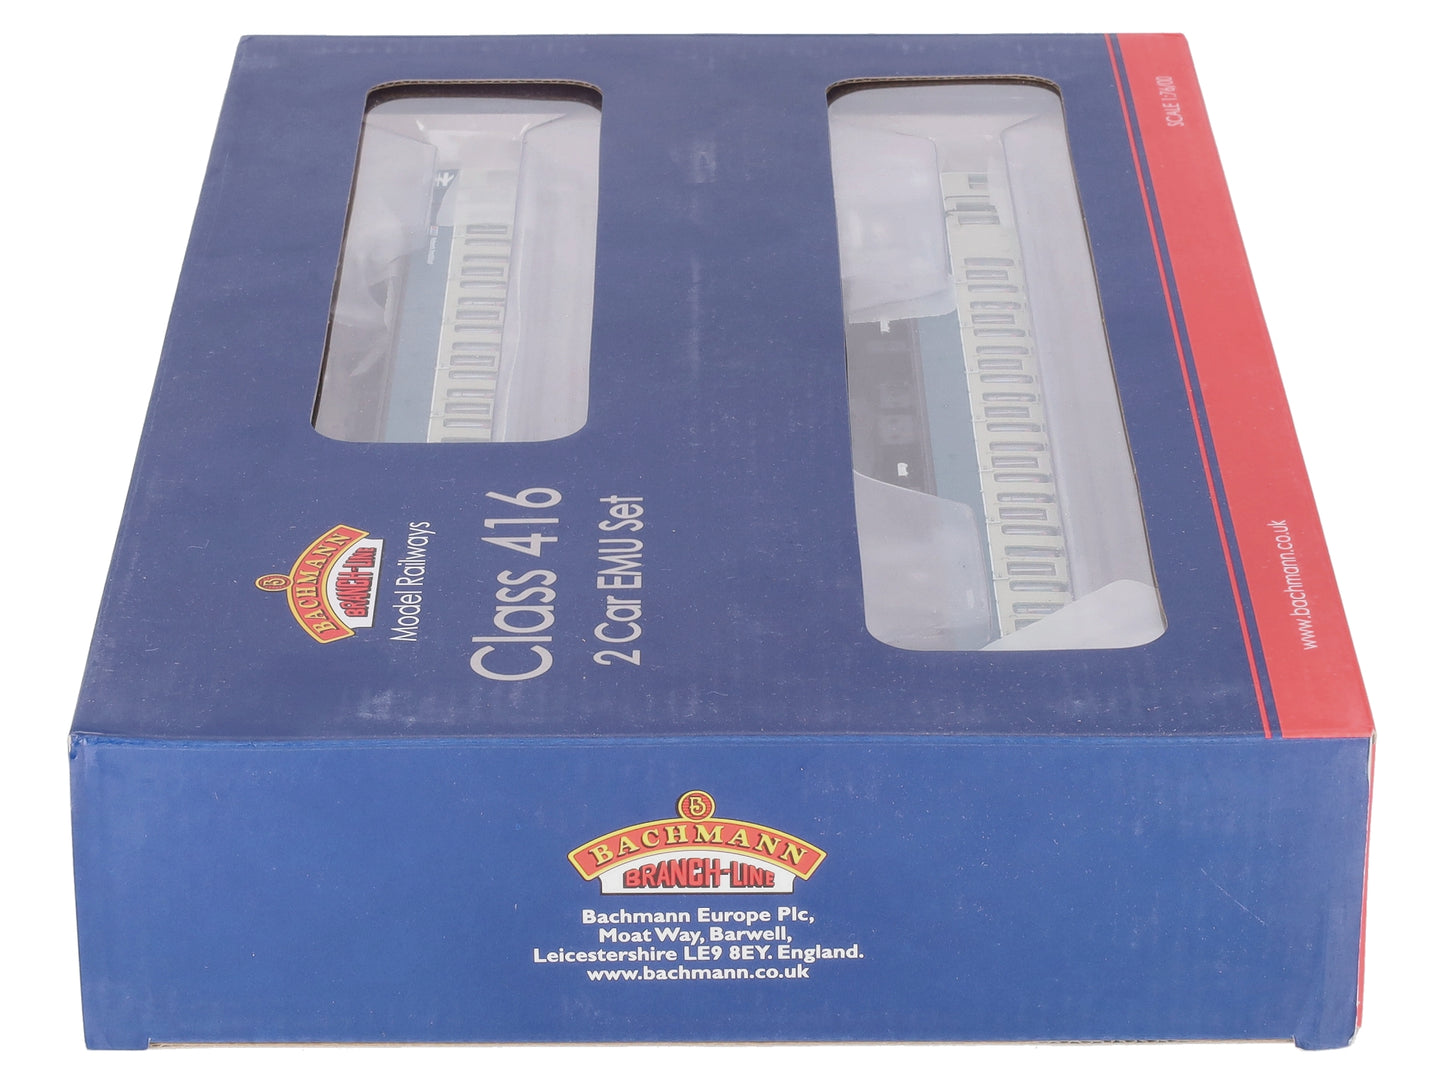 SCALE 1:76/00
www.bachmann.co.uk
BACHMANN
BRANCH-LINE
Model Railways
Class 416
2 Car EMU Set
BACHMANN
BRANCH-LINE
Bachmann Europe Plc,
Moat Way, Barwell,
Leicestershire LE9 8EY. England.
www.bachmann.co.uk